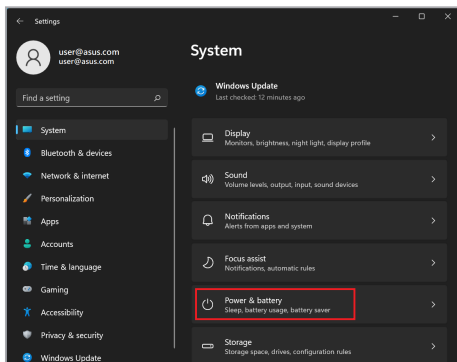 Settings
user@asus.com
user@asus.com
Find a setting
System
Bluetooth & devices
Network & internet
Personalization
Apps
Accounts
Time & language
Gaming
Accessibility
Privacy & security
Windows Update
System
Windows Update
Last checked: 12 minutes ago
Display
Monitors, brightness, night light, display profile
Sound
Volume levels, output, input, sound devices
Notifications
Alerts from apps and system
Focus assist
Notifications, automatic rules
Power & battery
Sleep, battery usage, battery saver
Storage
Storage space, drives, configuration rules